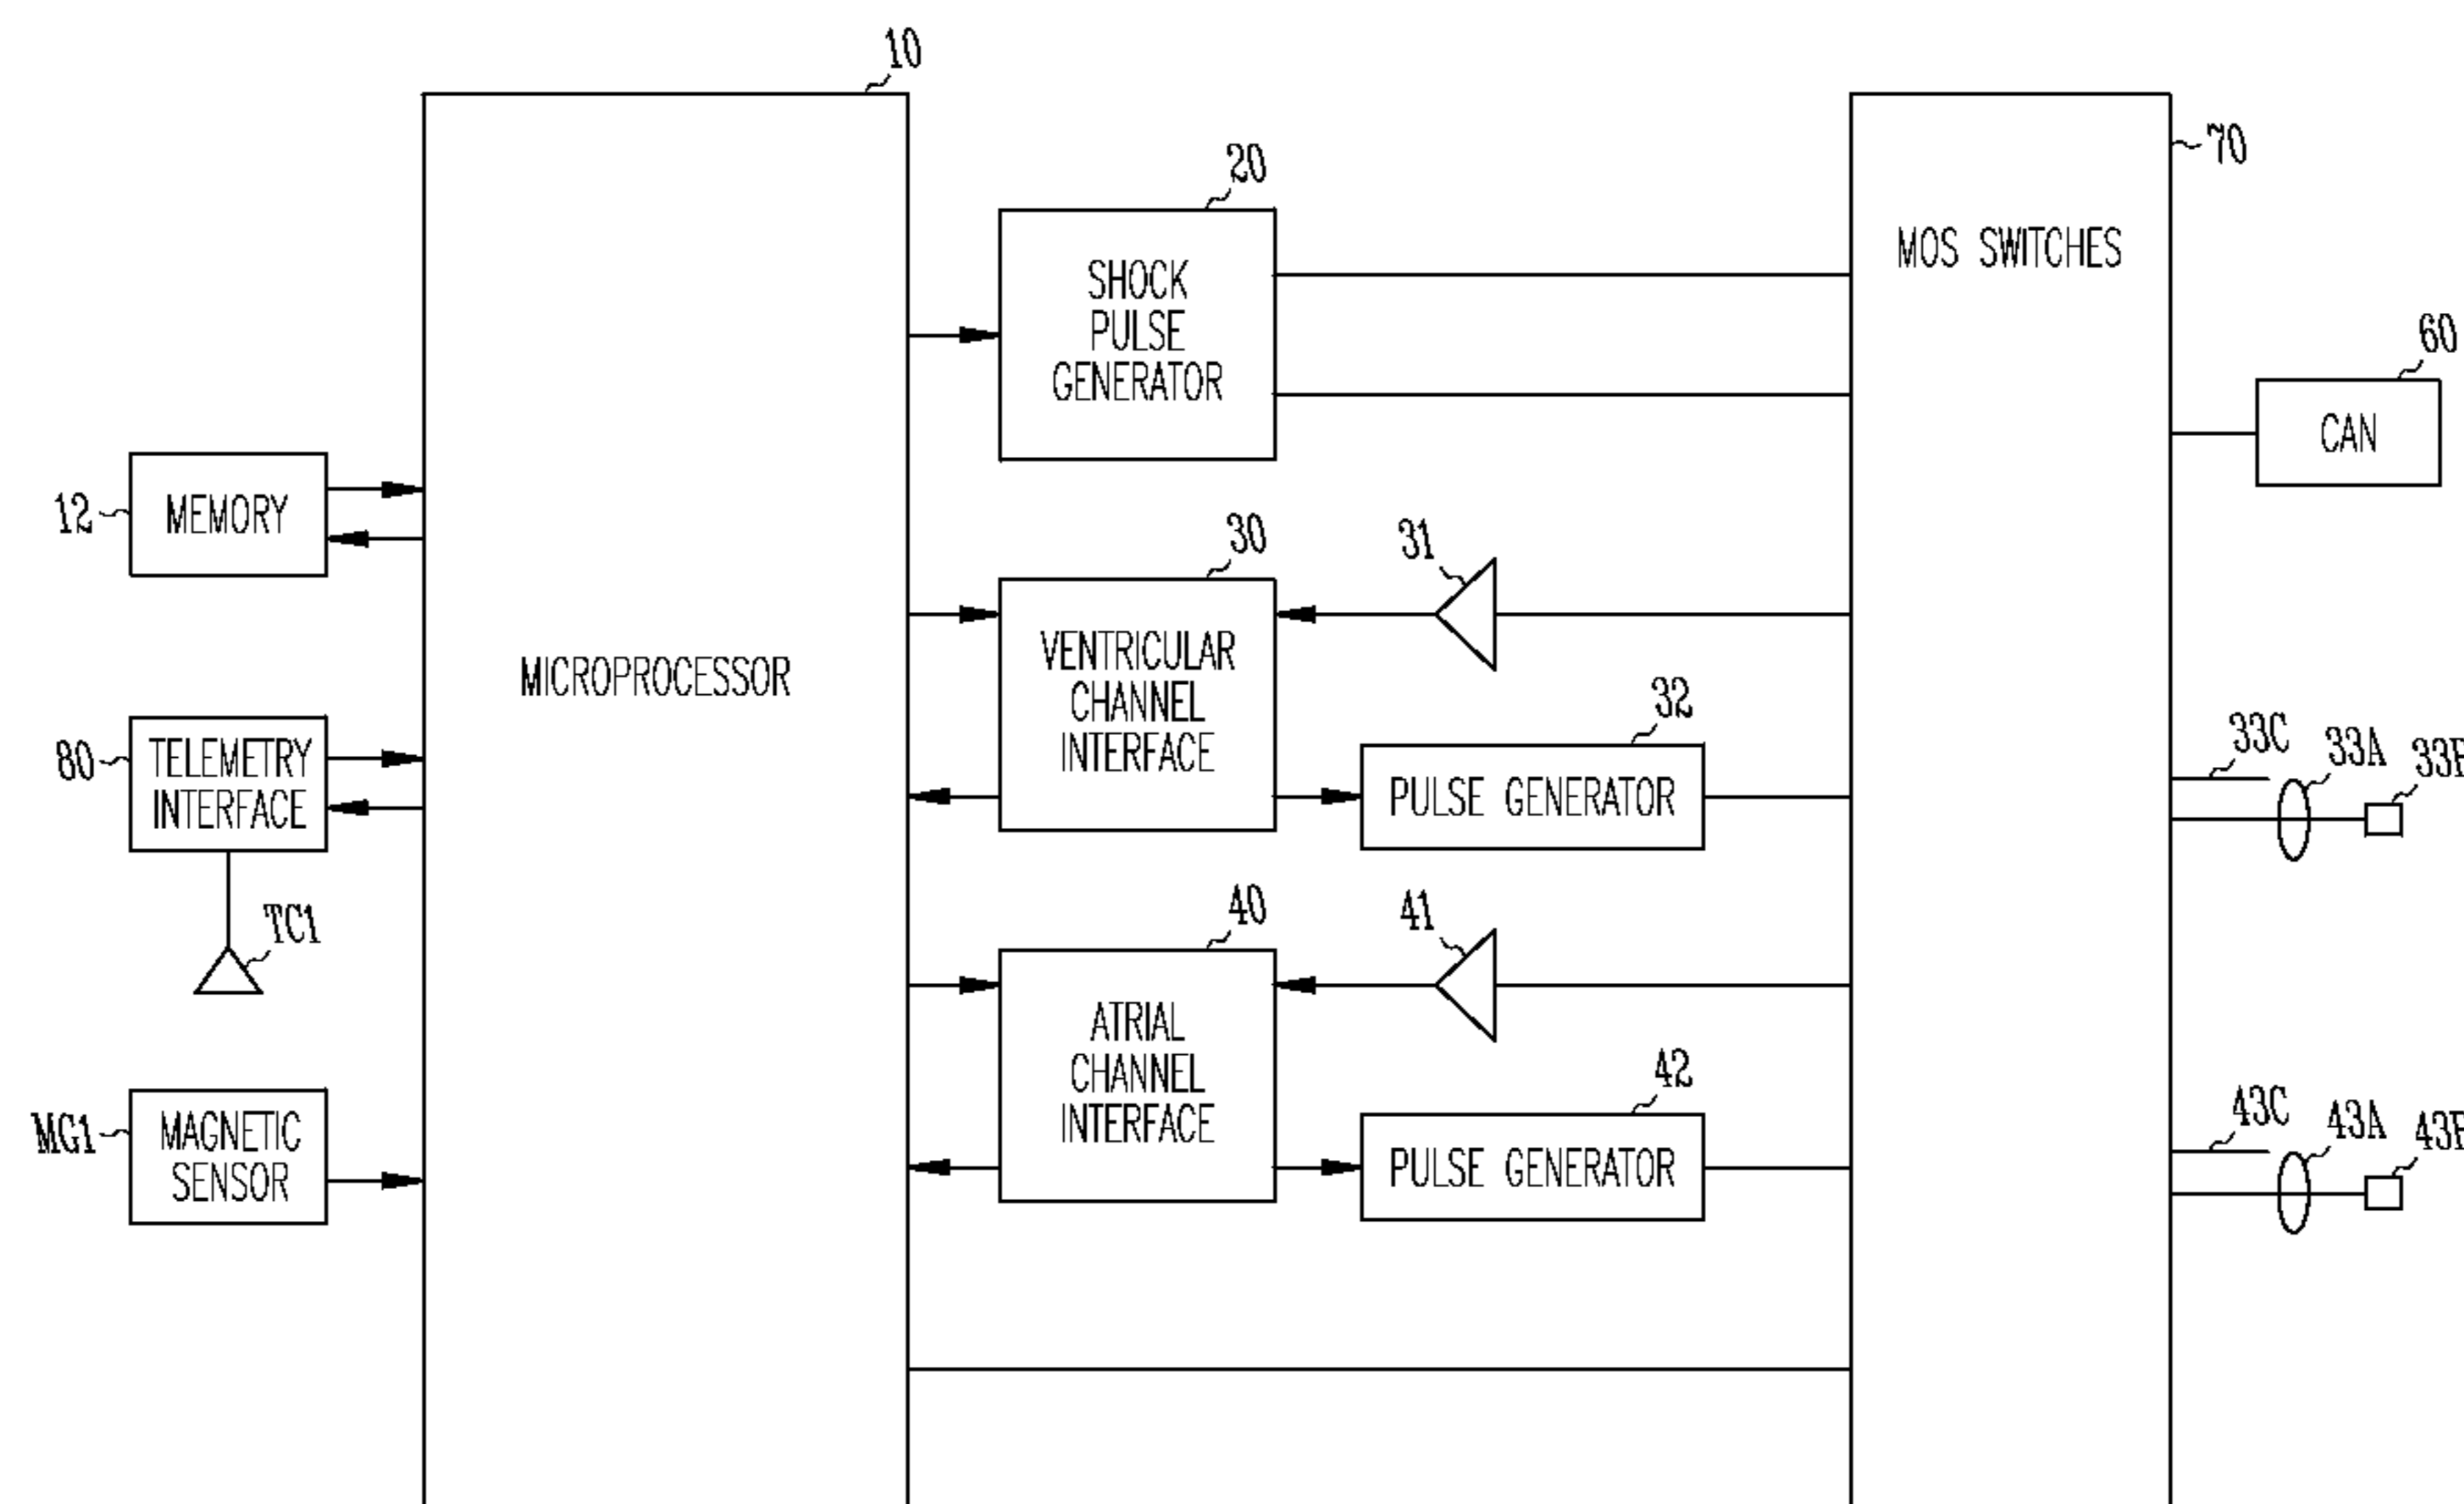 10
70
20
SHOCK
PULSE
GENERATOR
MOS SWITCHES
60
CAN
12
MEMORY
30
31
VENTRICULAR
CHANNEL
INTERFACE
MICROPROCESSOR
32
PULSE GENERATOR
33C
33A
80
TELEMETRY
INTERFACE
TC1
40
41
ATRIAL
CHANNEL
INTERFACE
42
PULSE GENERATOR
43C
43A
MG1
MAGNETIC
SENSOR